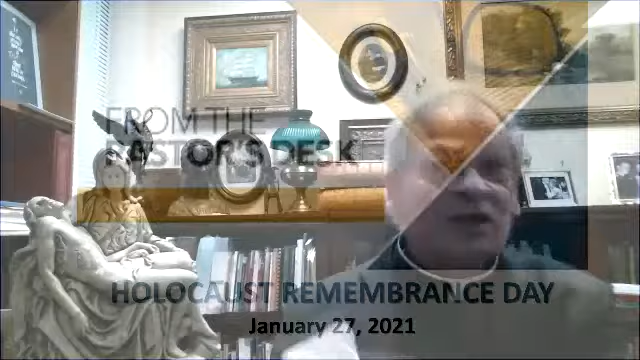 FROM THE
PASTOR'S DESK
HOLOCAUST REMEMBRANCE DAY
January 27, 2021